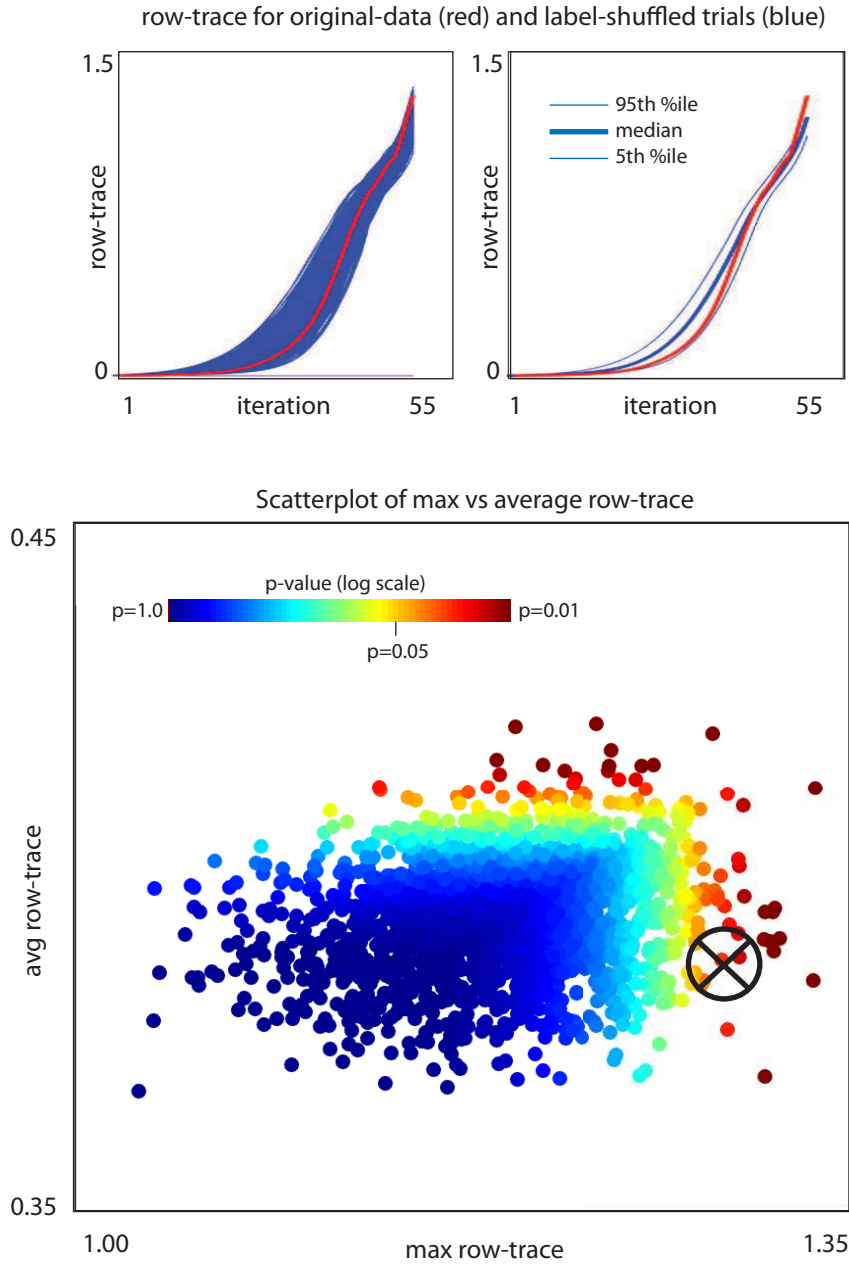 row-trace for original-data (red) and label-shuffled trials (blue)
1.5
row-trace
0
1
iteration
55
1.5
95th %ile
median
5th %ile
row-trace
0
1
iteration
55
Scatterplot of max vs average row-trace
0.45
p-value (log scale)
p=1.0
p=0.01
p=0.05
avg row-trace
0.35
1.00
max row-trace
1.35